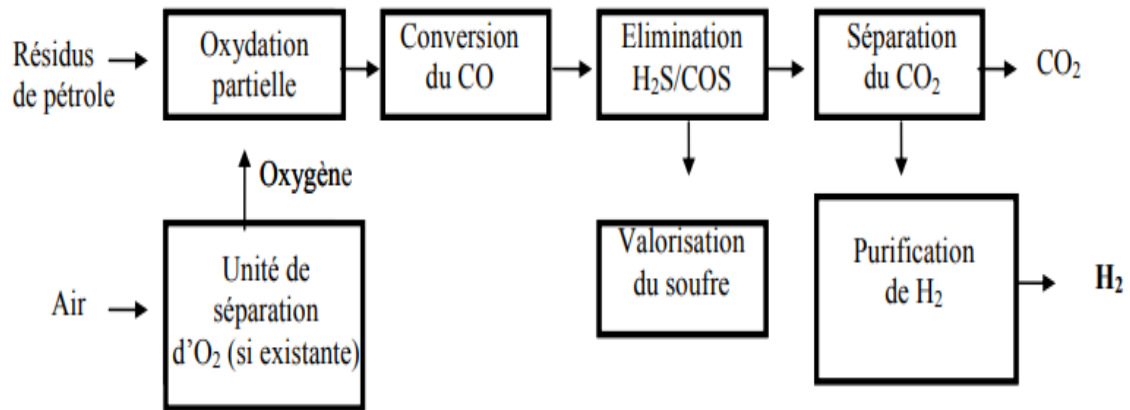 Résidus
de pétrole
Oxydation
partielle
Conversion
du CO
Elimination
H₂S/COS
Séparation
du CO₂
CO₂
Oxygène
Air
Unité de
séparation
d'O₂ (si existante)
Valorisation
du soufre
Purification
de H₂
H₂